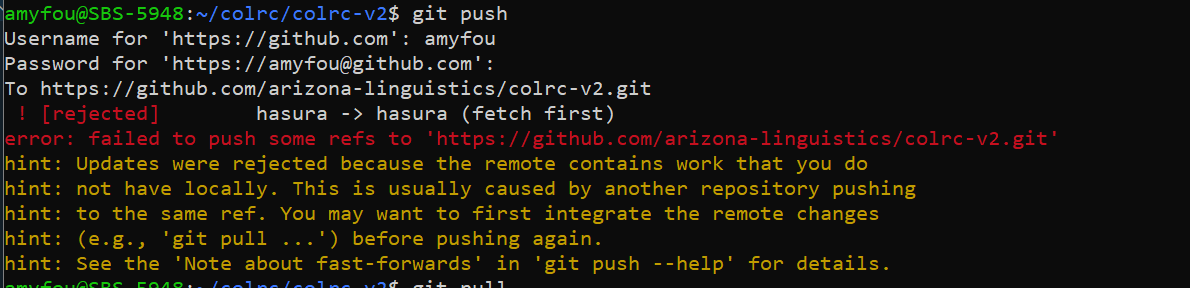 amyfou@SBS-5948:~/colrc/colrc-v2$ git push
Username for 'https://github.com': amyfou
Password for 'https://amyfou@github.com':
To https://github.com/arizona-linguistics/colrc-v2.git
 ! [rejected]        hasura -> hasura (fetch first)
error: failed to push some refs to 'https://github.com/arizona-linguistics/colrc-v2.git'
hint: Updates were rejected because the remote contains work that you do
hint: not have locally. This is usually caused by another repository pushing
hint: to the same ref. You may want to first integrate the remote changes
hint: (e.g., 'git pull ...') before pushing again.
hint: See the 'Note about fast-forwards' in 'git push --help' for details.
amyfou@SBS-5948:~/colrc/colrc-v2$ git pull